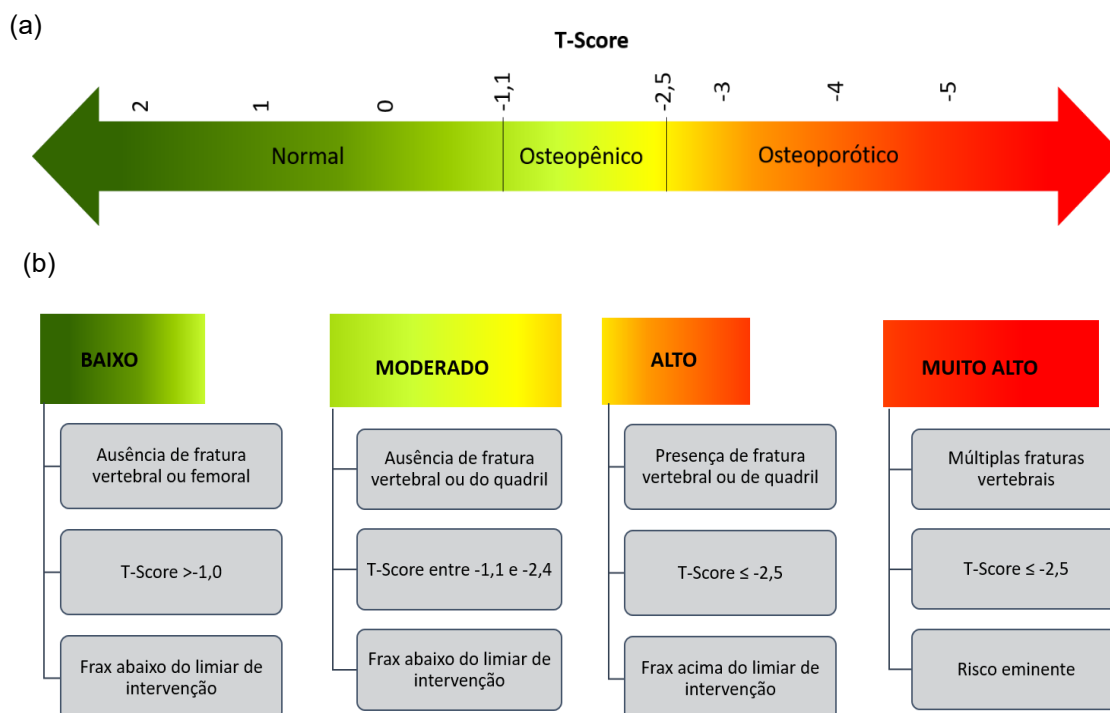 (a)
T-Score
2
1
0
-1,1
-2,5
-3
-4
-5
Normal
Osteopênico
Osteoporótico
(b)
BAIXO
Ausência de fratura
vertebral ou femoral
T-Score >-1,0
Frax abaixo do limiar de
intervenção
MODERADO
Ausência de fratura
vertebral ou do quadril
T-Score entre -1,1 e -2,4
Frax abaixo do limiar de
intervenção
ALTO
Presença de fratura
vertebral ou de quadril
T-Score ≤ -2,5
Frax acima do limiar de
intervenção
MUITO ALTO
Múltiplas fraturas
vertebrais
T-Score ≤ -2,5
Risco eminente